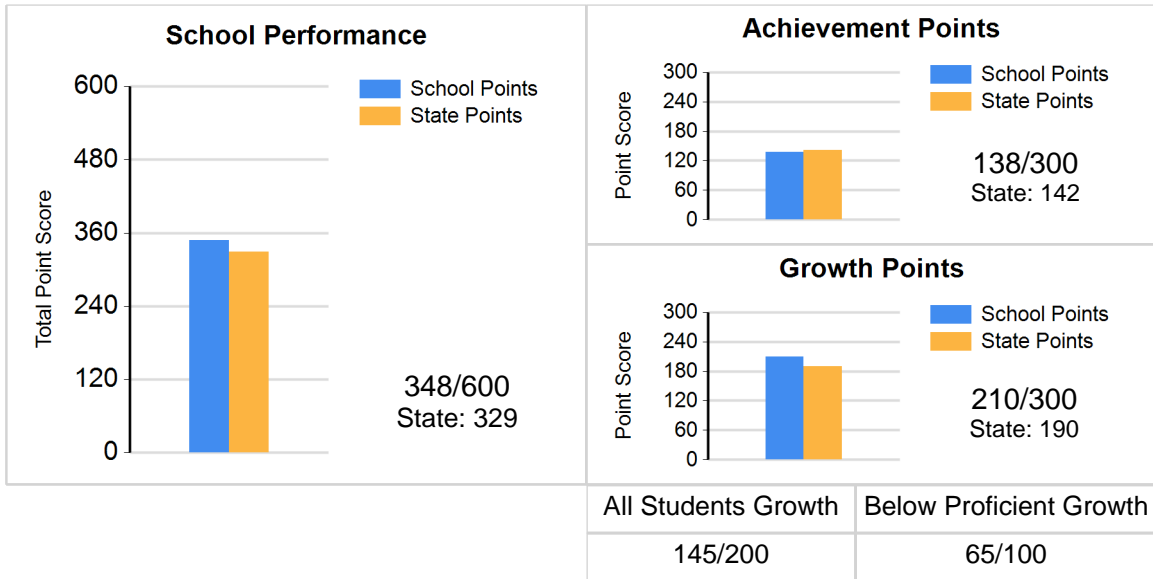 School Performance
Total Point Score
600
480
360
240
120
0
School Points
State Points
348/600
State: 329
Achievement Points
Point Score
300
240
180
120
60
0
School Points
State Points
138/300
State: 142
Growth Points
Point Score
300
240
180
120
60
0
School Points
State Points
210/300
State: 190
All Students Growth
Below Proficient Growth
145/200
65/100